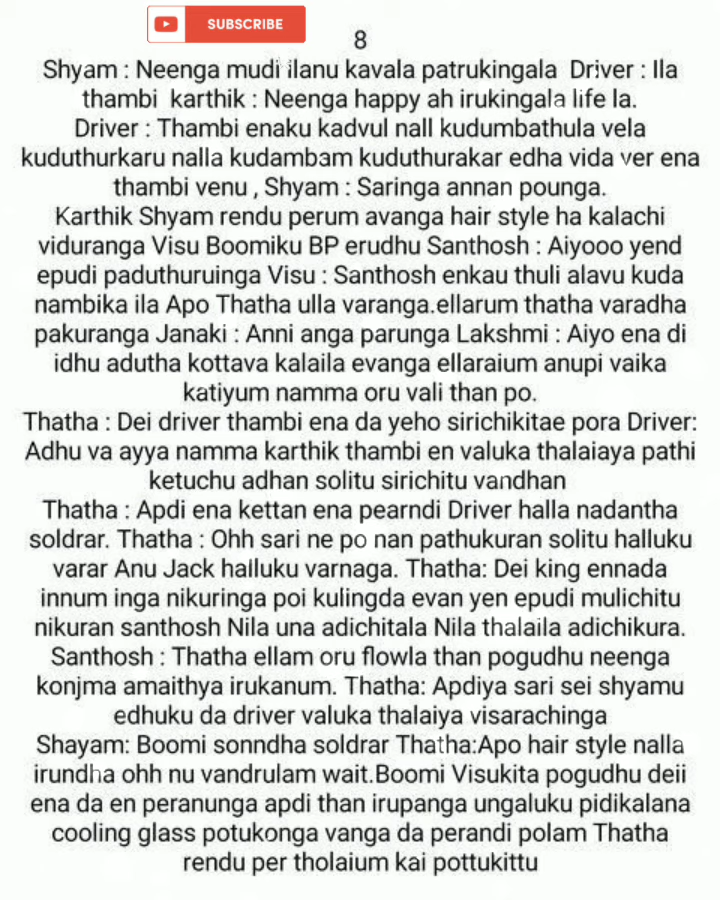 SUBSCRIBE
8
Shyam : Neenga mudi ilanu kavala patrukingala Driver : Ila
thambi karthik : Neenga happy ah irukingala life la.
Driver : Thambi enaku kadvul nall kudumbathula vela
kuduthurkaru nalla kudambam kuduthurakar edha vida ver ena
thambi venu , Shyam : Saringa annan pounga.
Karthik Shyam rendu perum avanga hair style ha kalachi
viduranga Visu Boomiku BP erudhu Santhosh : Aiyooo yend
epudi paduthuruinga Visu : Santhosh enkau thuli alavu kuda
nambika ila Apo Thatha ulla varanga.ellarum thatha varadha
pakuranga Janaki : Anni anga parunga Lakshmi : Aiyo ena di
idhu adutha kottava kalaila evanga ellaraium anupi vaika
katiyum namma oru vali than po.
Thatha : Dei driver thambi ena da yeho sirichikitae pora Driver:
Adhu va ayya namma karthik thambi en valuka thalaiaya pathi
ketuchu adhan solitu sirichitu vandhan
Thatha : Apdi ena kettan ena pearndi Driver halla nadantha
soldrar. Thatha : Ohh sari ne po nan pathukuran solitu halluku
varar Anu Jack halluku varnaga. Thatha: Dei king ennada
innum inga nikuringa poi kulingda evan yen epudi mulichitu
nikuran santhosh Nila una adichitala Nila thalaila adichikura.
Santhosh : Thatha ellam oru flowla than pogudhu neenga
konjma amaithya irukanum. Thatha: Apdiya sari sei shyamu
edhuku da driver valuka thalaiya visarachinga
Shayam: Boomi sonndha soldrar Thatha:Apo hair style nalla
irundha ohh nu vandrulam wait.Boomi Visukita pogudhu deii
ena da en peranunga apdi than irupanga ungaluku pidikalana
cooling glass potukonga vanga da perandi polam Thatha
rendu per tholaium kai pottukittu